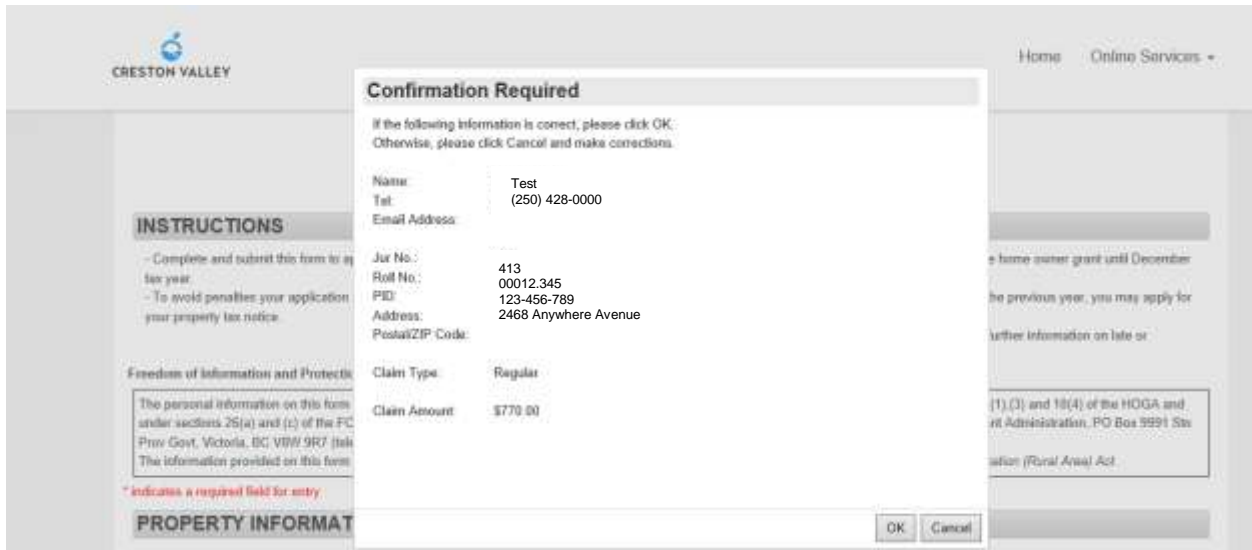 CRESTON VALLEY
Home Online Services
Confirmation Required
If the following information is correct, please click OK.
Otherwise, please click Cancel and make corrections.
Name: Test
Tel: (250) 428-0000
Email Address:
Jur No.: 413
Roll No.: 00012.345
PID: 123-456-789
Address: 2468 Anywhere Avenue
Postal/ZIP Code:
Claim Type: Regular
Claim Amount $770.00
OK Cancel
INSTRUCTIONS
- Complete and submit this form to ap
e home owner grant until December
tax year.
- To avoid penalties your application
he previous year, you may apply for
your property tax notice.
urther information on late or
Freedom of Information and Protectio
The personal information on this form
(1),(3) and 10(4) of the HOGA and
under sections 26(a) and (c) of the FO
nt Administration, PO Box 9991 Stn
Prov Govt, Victoria, BC V8W 9R7 (tele
The information provided on this form
ation (Rural Area) Act
* indicates a required field for entry
PROPERTY INFORMAT